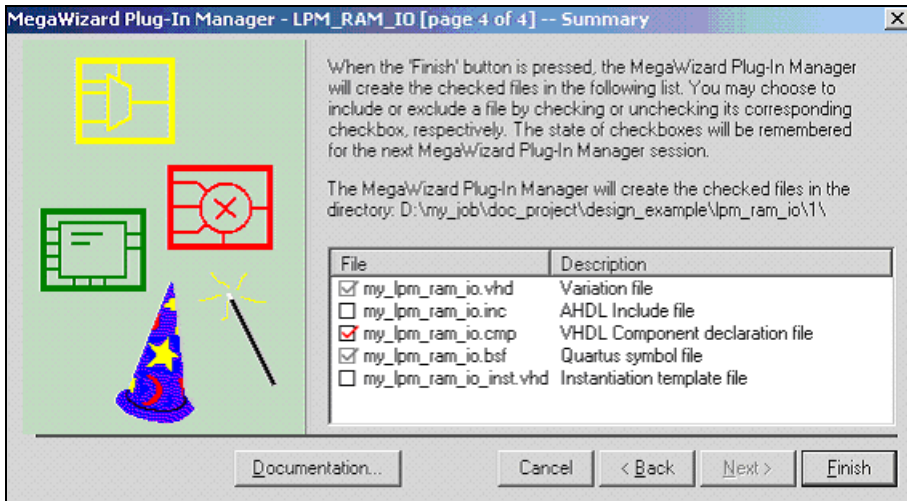 MegaWizard Plug-In Manager - LPM_RAM_IO [page 4 of 4] -- Summary
When the 'Finish' button is pressed, the MegaWizard Plug-In Manager
will create the checked files in the following list. You may choose to
include or exclude a file by checking or unchecking its corresponding
checkbox, respectively. The state of checkboxes will be remembered
for the next MegaWizard Plug-In Manager session.
The MegaWizard Plug-In Manager will create the checked files in the
directory: D:\my_job\doc_project\design_example\lpm_ram_io\1\
File Description
my_lpm_ram_io.vhd Variation file
my_lpm_ram_io.inc AHDL Include file
my_lpm_ram_io.cmp VHDL Component declaration file
my_lpm_ram_io.bsf Quartus symbol file
my_lpm_ram_io_inst.vhd Instantiation template file
Documentation... Cancel < Back Next > Finish